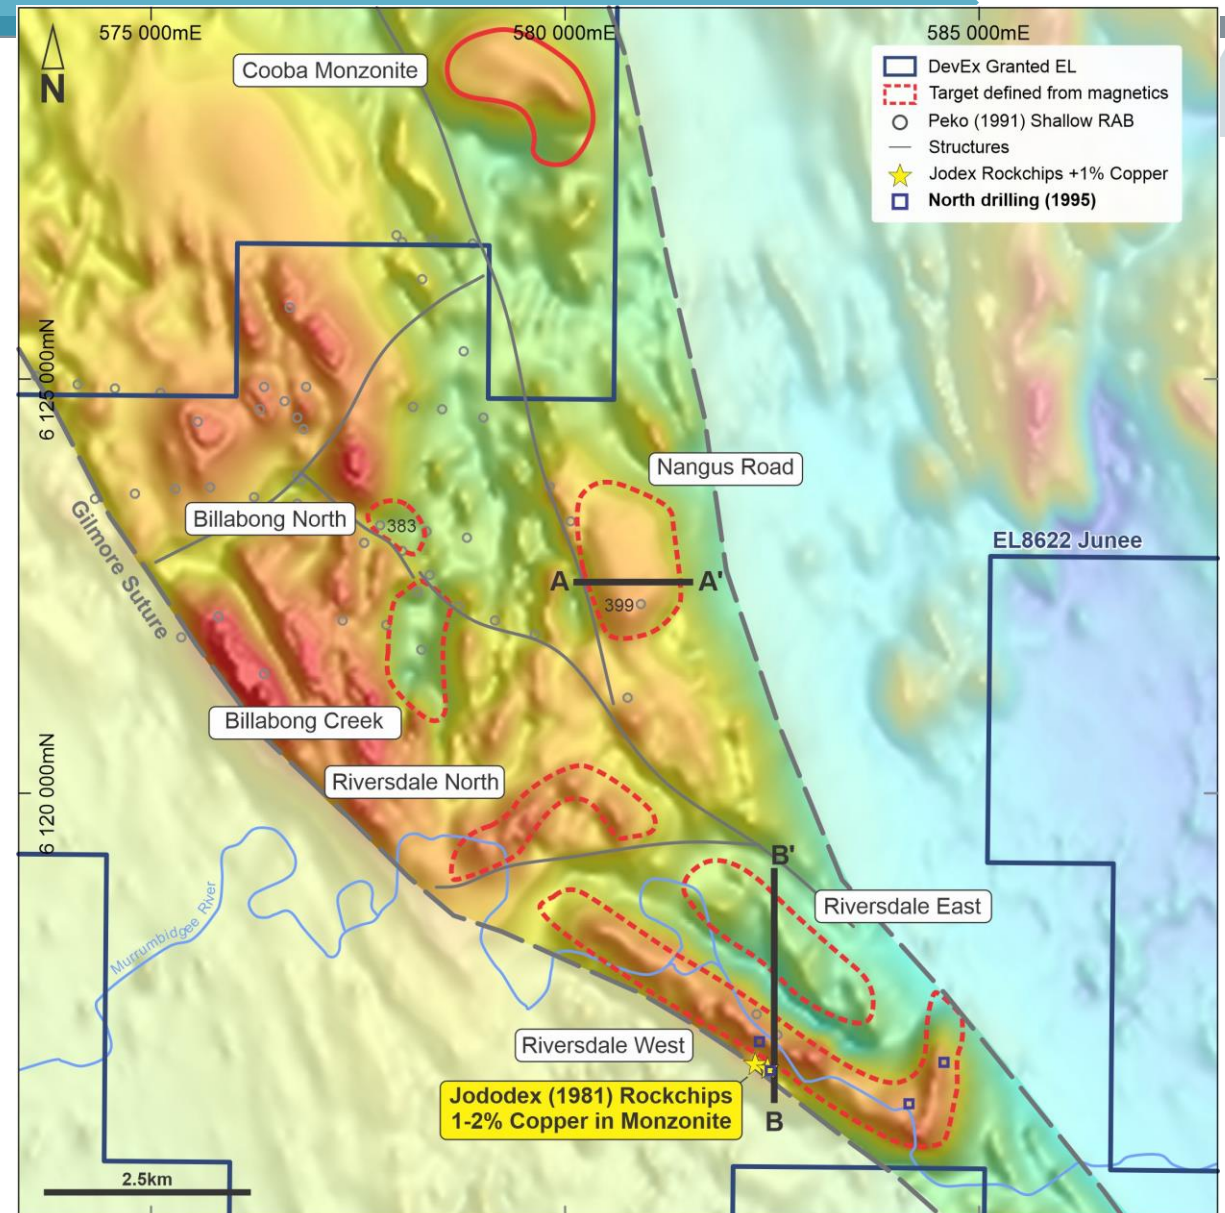 575 000mE
580 000mE
585 000mE
N
Cooba Monzonite
DevEx Granted EL
Target defined from magnetics
Peko (1991) Shallow RAB
Structures
Jodex Rockchips +1% Copper
North drilling (1995)
6 125 000mN
Nangus Road
Billabong North
383
Gilmore Suture
EL8622 Junee
A
A'
399
Billabong Creek
Riversdale North
6 120 000mN
B'
Riversdale East
Murrumbidgee River
Riversdale West
Jododex (1981) Rockchips
1-2% Copper in Monzonite
B
2.5km